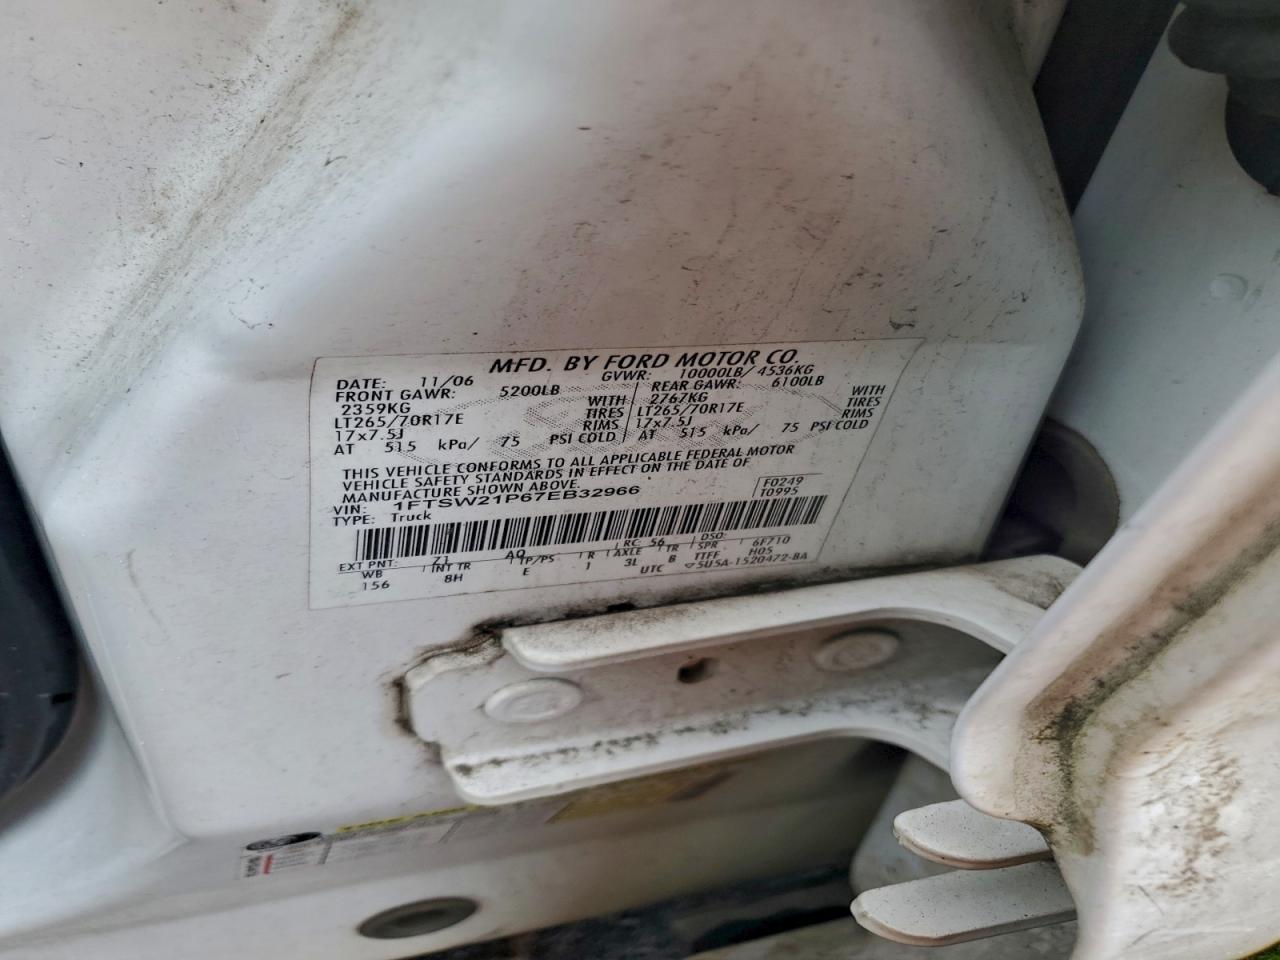 MFD. BY FORD MOTOR CO.
DATE: 11/06 GVWR: 10000LB/ 4536KG
FRONT GAWR: 5200LB REAR GAWR: 6100LB
2359KG WITH 2767KG WITH
LT265/70R17E TIRES LT265/70R17E TIRES
17x7.5J RIMS 17x7.5J RIMS
AT 515 kPa/ 75 PSI COLD AT 515 kPa/ 75 PSI COLD
THIS VEHICLE CONFORMS TO ALL APPLICABLE FEDERAL MOTOR
VEHICLE SAFETY STANDARDS IN EFFECT ON THE DATE OF
MANUFACTURE SHOWN ABOVE.
VIN: 1FTSW21P67EB32966 F0249
TYPE: Truck T0995
EXT PNT: Z1 AQ RC: 56 DSO: 6F710
WB INT TR TP/PS R AXLE TR SPR H05
156 8H E 1 3L B TTFF
UTC ▽5U5A-1520472-BA